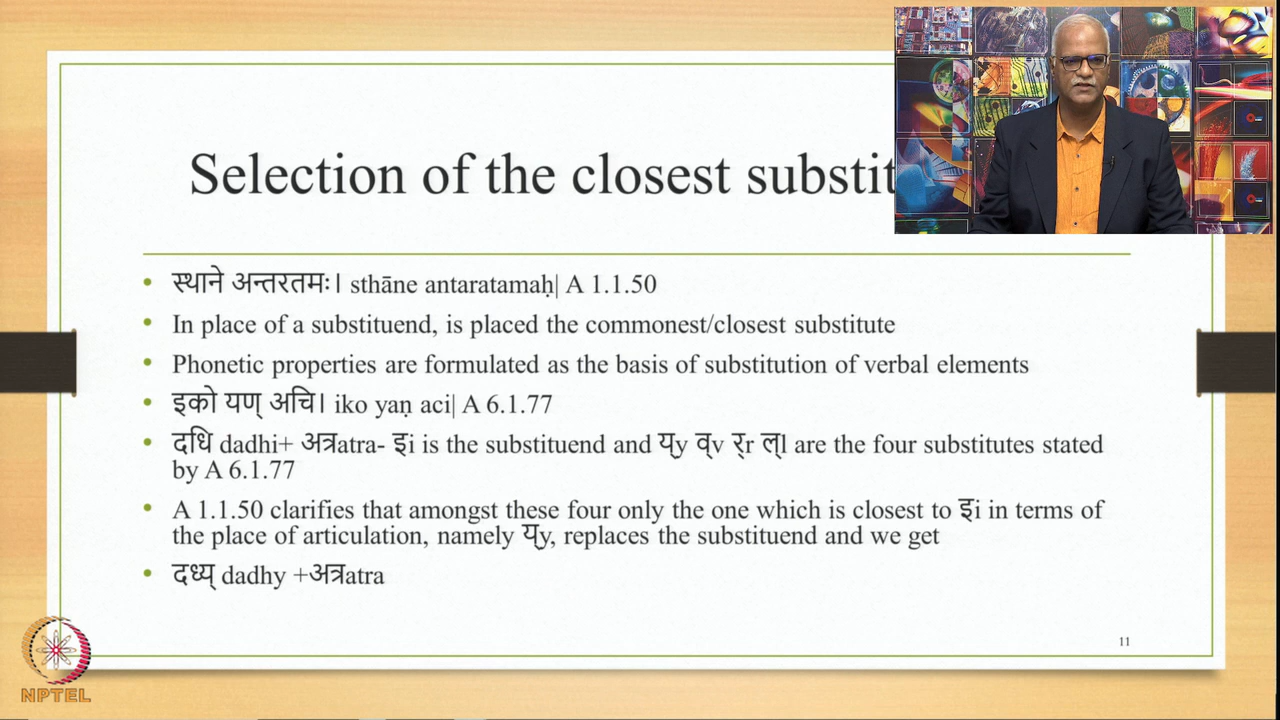 Selection of the closest
स्थाने अन्तरतमः। sthāne antaratamaḥ| A 1.1.50
In place of a substituend, is placed the commonest/closest substitute
Phonetic properties are formulated as the basis of substitution of verbal elements
इको यण् अचि। iko yaṇ aci| A 6.1.77
दधि dadhi+ अत्रatra- इi is the substituend and य्y व्v र्r ल्l are the four substitutes stated
by A 6.1.77
A 1.1.50 clarifies that amongst these four only the one which is closest to इi in terms of
the place of articulation, namely य्y, replaces the substituend and we get
दध्य् dadhy +अत्रatra
11
NPTEL